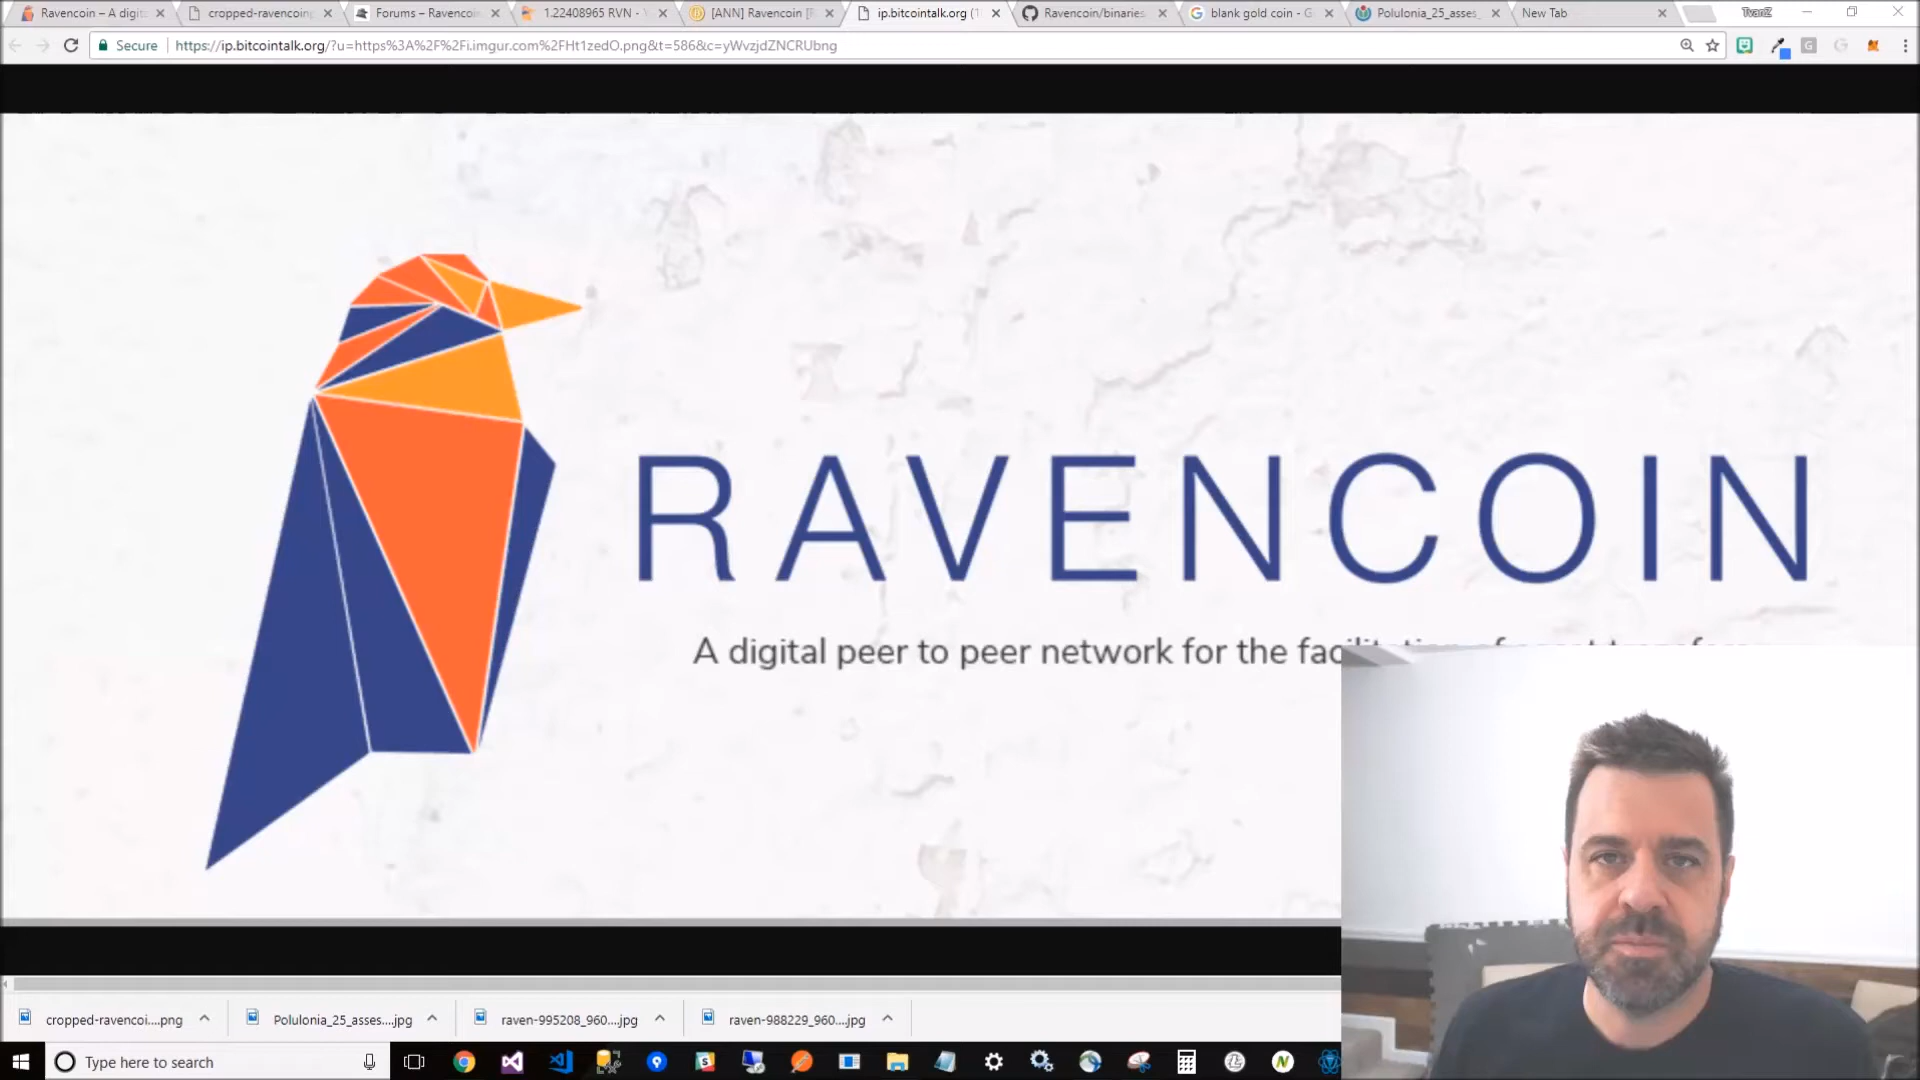 Ravencoin – A digit
cropped-ravencoin
Forums – Ravencoin
1.22408965 RVN -
[ANN] Ravencoin [
ip.bitcointalk.org (1
Ravencoin/binaries
blank gold coin - G
Polulonia_25_asses
New Tab
TvanZ
Secure
https://ip.bitcointalk.org/?u=https%3A%2F%2Fi.imgur.com%2FHt1zedO.png&t=586&c=yWvzjdZNCRUbng
RAVENCOIN
A digital peer to peer network for the
cropped-ravencoi....png
Polulonia_25_asses....jpg
raven-995208_960....jpg
raven-988229_960....jpg
Type here to search